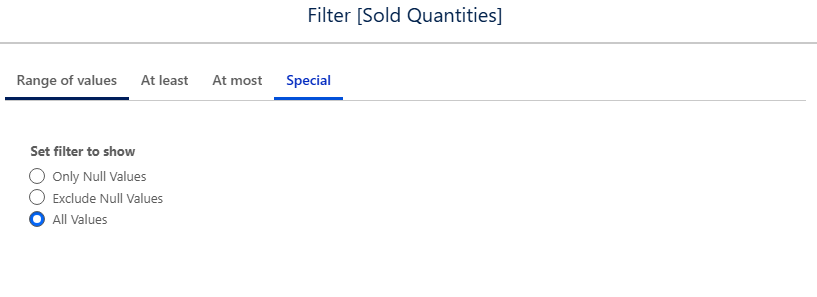 Filter [Sold Quantities]
Range of values At least At most Special
Set filter to show
Only Null Values
Exclude Null Values
All Values